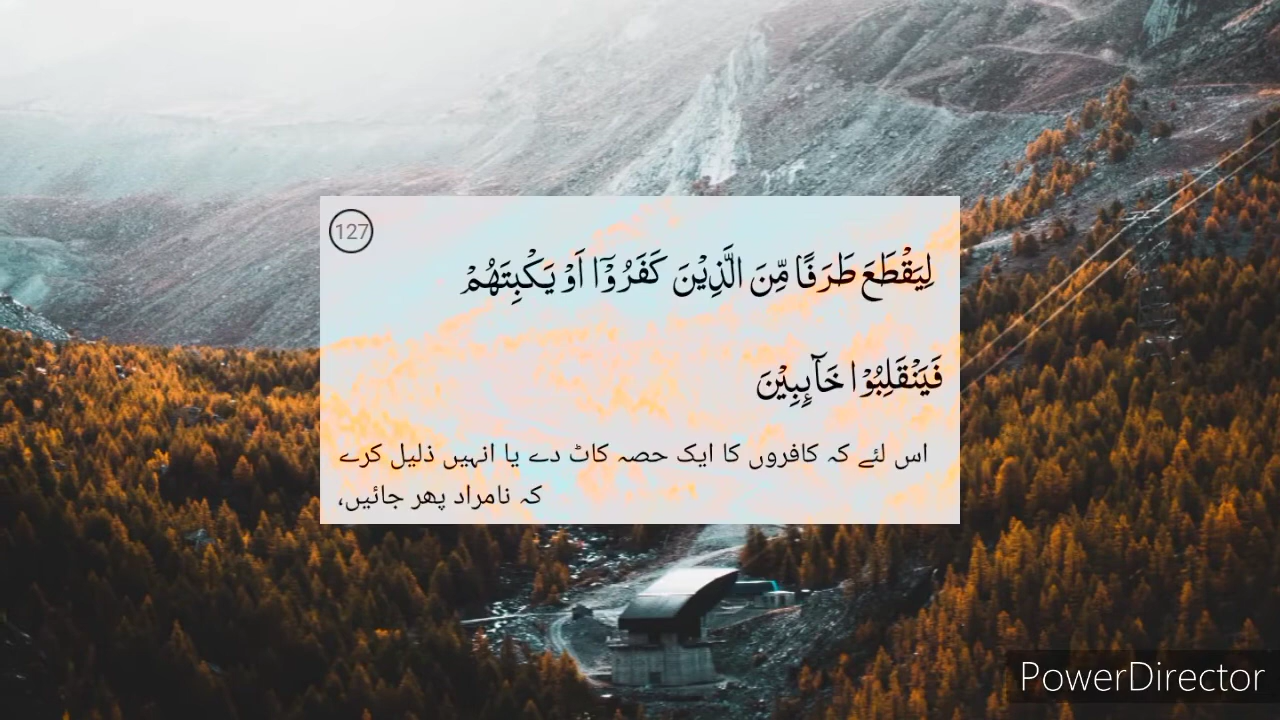 127
لِيَقْطَعَ طَرَفًا مِّنَ الَّذِيْنَ كَفَرُوْٓا اَوْ يَكْبِتَهُمْ
فَيَنْقَلِبُوْا خَآٮِٕبِيْنَ
اس لئے کہ کافروں کا ایک حصہ کاٹ دے یا انہیں ذلیل کرے
کہ نامراد پھر جائیں،
PowerDirector